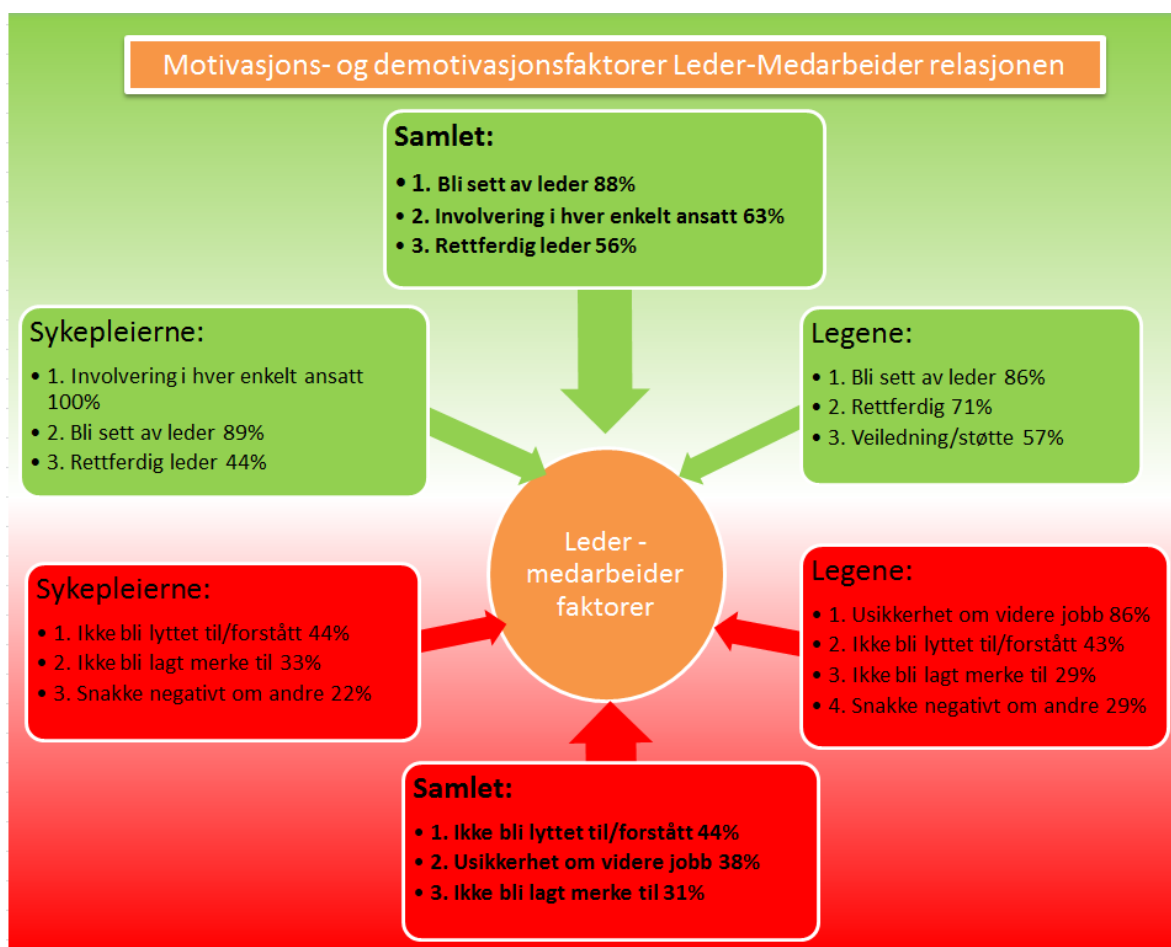 Motivasjons- og demotivasjonsfaktorer Leder-Medarbeider relasjonen
Samlet:
• 1. Bli sett av leder 88%
• 2. Involvering i hver enkelt ansatt 63%
• 3. Rettferdig leder 56%
Sykepleierne:
• 1. Involvering i hver enkelt ansatt
100%
• 2. Bli sett av leder 89%
• 3. Rettferdig leder 44%
Legene:
• 1. Bli sett av leder 86%
• 2. Rettferdig 71%
• 3. Veiledning/støtte 57%
Leder -
medarbeider
faktorer
Sykepleierne:
• 1. Ikke bli lyttet til/forstått 44%
• 2. Ikke bli lagt merke til 33%
• 3. Snakke negativt om andre 22%
Legene:
• 1. Usikkerhet om videre jobb 86%
• 2. Ikke bli lyttet til/forstått 43%
• 3. Ikke bli lagt merke til 29%
• 4. Snakke negativt om andre 29%
Samlet:
• 1. Ikke bli lyttet til/forstått 44%
• 2. Usikkerhet om videre jobb 38%
• 3. Ikke bli lagt merke til 31%